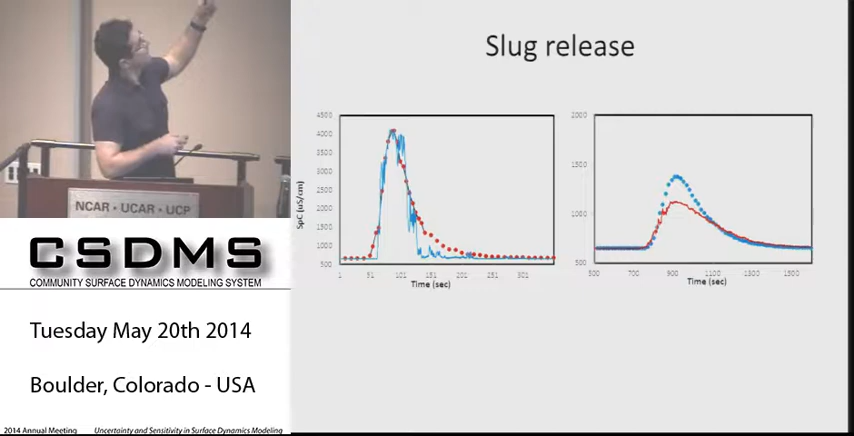 Slug release
NCAR · UCAR · UCP
CSDMS
COMMUNITY SURFACE DYNAMICS MODELING SYSTEM
Tuesday May 20th 2014
Boulder, Colorado - USA
2014 Annual Meeting Uncertainty and Sensitivity in Surface Dynamics Modeling
SpC (uS/cm)
4500
4000
3500
3000
2500
2000
1500
1000
500
1 51 101 151 201 251 301
Time (sec)
2000
1500
1000
500
500 700 900 1100 1300 1500
Time (sec)